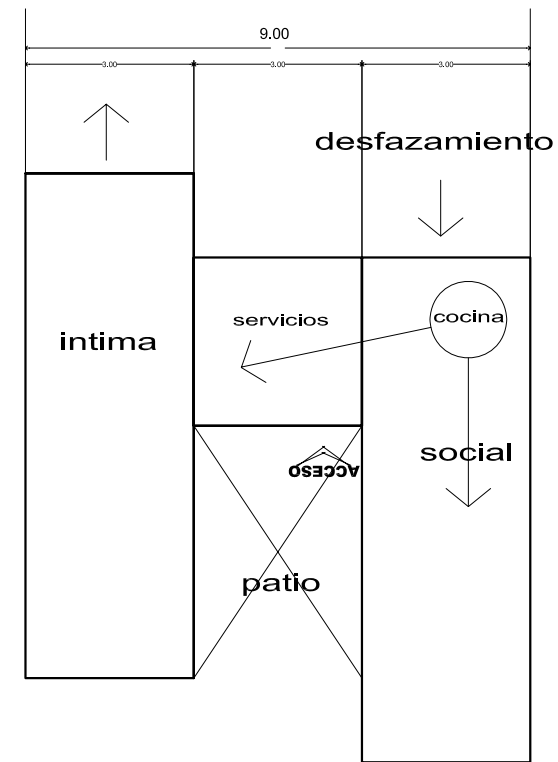 9.00
3.00 3.00 3.00
desfazamiento
servicios
cocina
intima
social
ACCESO
patio